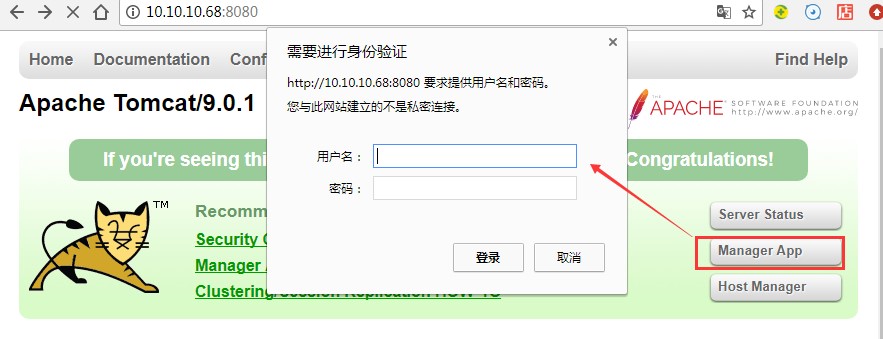 10.10.10.68:8080
需要进行身份验证
http://10.10.10.68:8080 要求提供用户名和密码。
您与此网站建立的不是私密连接。
用户名：
密码：
登录
取消
Home Documentation Conf
Find Help
Apache Tomcat/9.0.1
THE APACHE SOFTWARE FOUNDATION
http://www.apache.org/
If you're seeing thi
Congratulations!
TM
Recomm
Security
Manager
Clustering/Session Replication HOW-TO
Server Status
Manager App
Host Manager